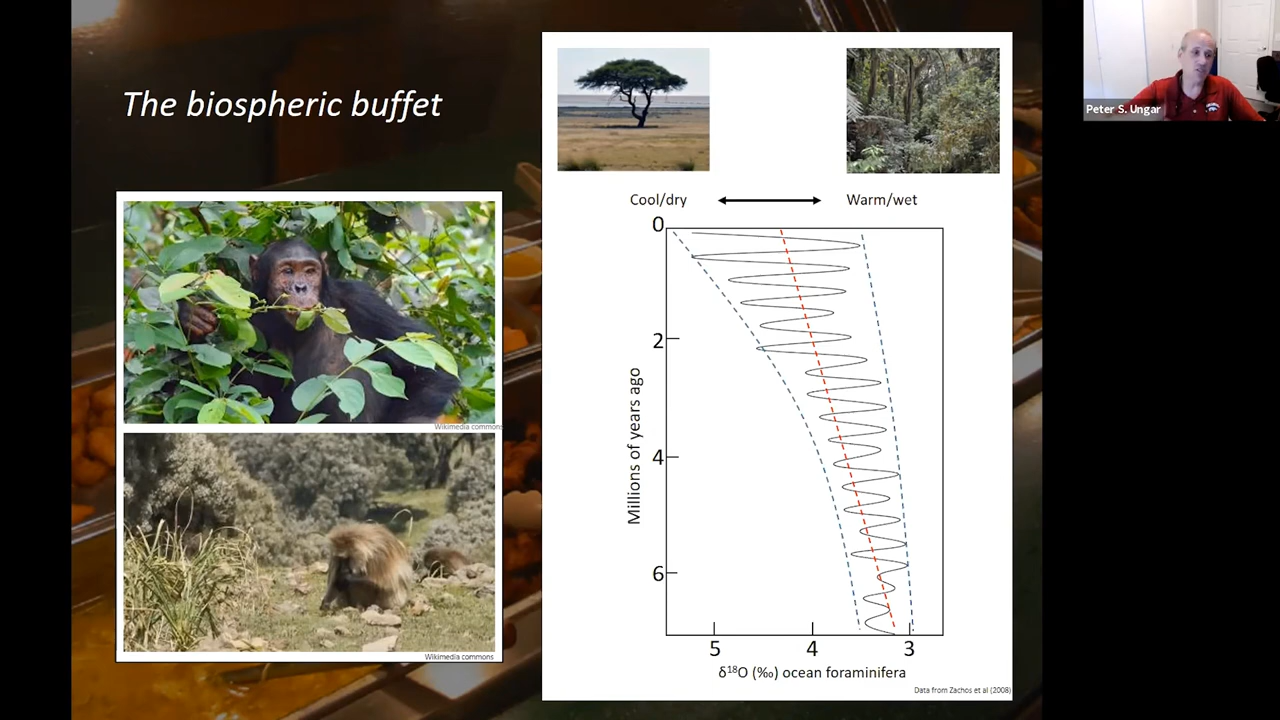 The biospheric buffet
Wikimedia commons
Wikimedia commons
Cool/dry
Warm/wet
0
2
4
6
Millions of years ago
5
4
3
δ¹⁸O (‰) ocean foraminifera
Data from Zachos et al (2008)
Peter S. Ungar